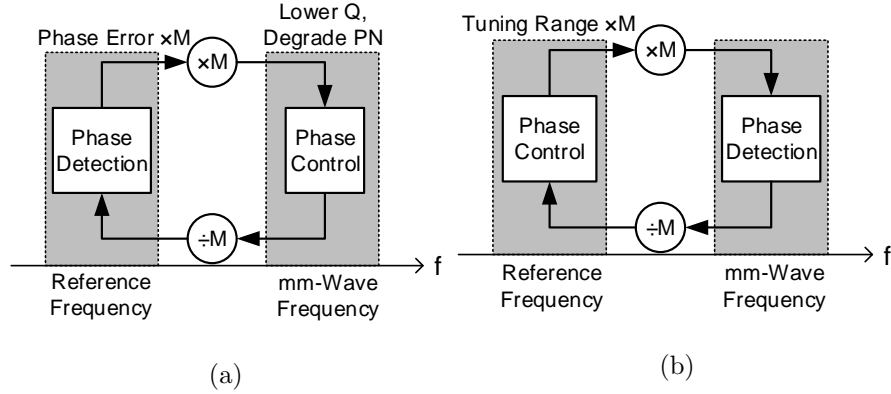 Phase Error ×M
×M
Lower Q,
Degrade PN
Phase
Detection
Phase
Control
÷M
f
Reference
Frequency
mm-Wave
Frequency
(a)
Tuning Range ×M
×M
Phase
Control
Phase
Detection
÷M
f
Reference
Frequency
mm-Wave
Frequency
(b)